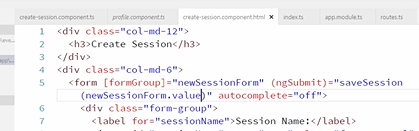 create-session.component.ts profile.component.ts create-session.component.html index.ts app.module.ts routes.ts
1 <div class="col-md-12">
2 <h3>Create Session</h3>
3 </div>
4 <div class="col-md-6">
5 <form [formGroup]="newSessionForm" (ngSubmit)="saveSession
(newSessionForm.value)" autocomplete="off">
6 <div class="form-group">
7 <label for="sessionName">Session Name:</label>